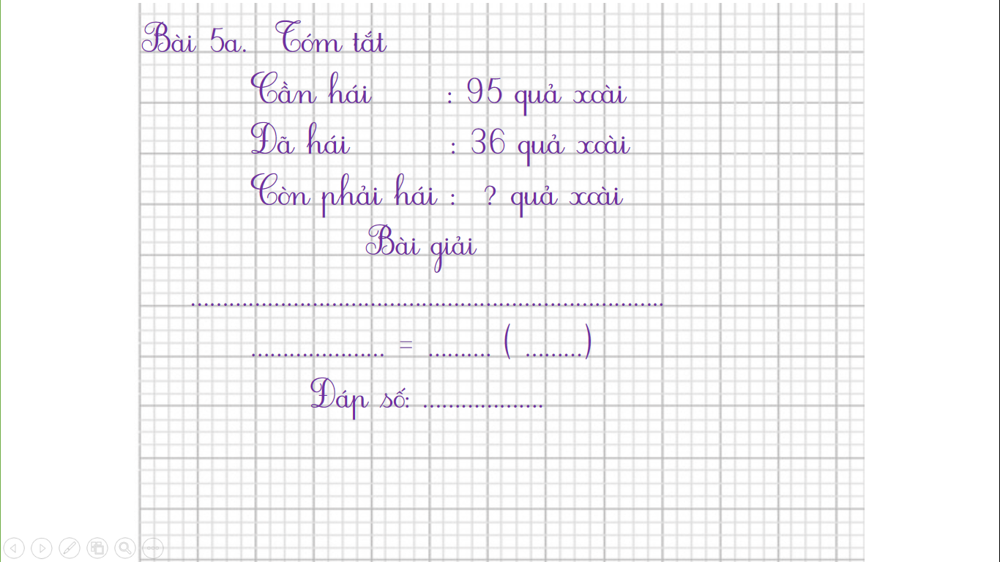 Bài 5a. Tóm tắt
Cần hái : 95 quả xoài
Đã hái : 36 quả xoài
Còn phải hái : ? quả xoài
Bài giải
..........................................................................
..................... = .......... ( .........)
Đáp số: ...................